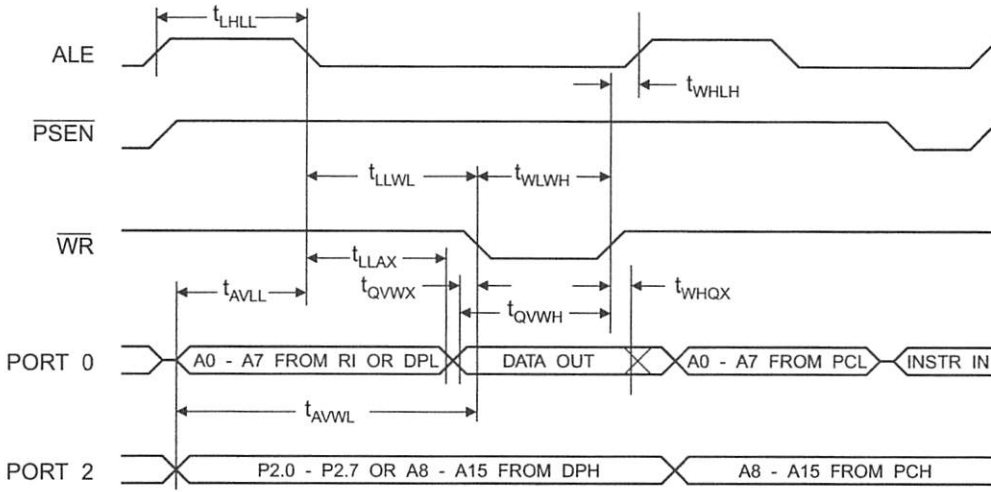 tLHLL
ALE
tWHLH
PSEN
tLLWL
tWLWH
WR
tLLAX
tAVLL
tQVWX
tWHQX
tQVWH
PORT 0
A0 - A7 FROM RI OR DPL
DATA OUT
A0 - A7 FROM PCL
INSTR IN
tAVWL
PORT 2
P2.0 - P2.7 OR A8 - A15 FROM DPH
A8 - A15 FROM PCH